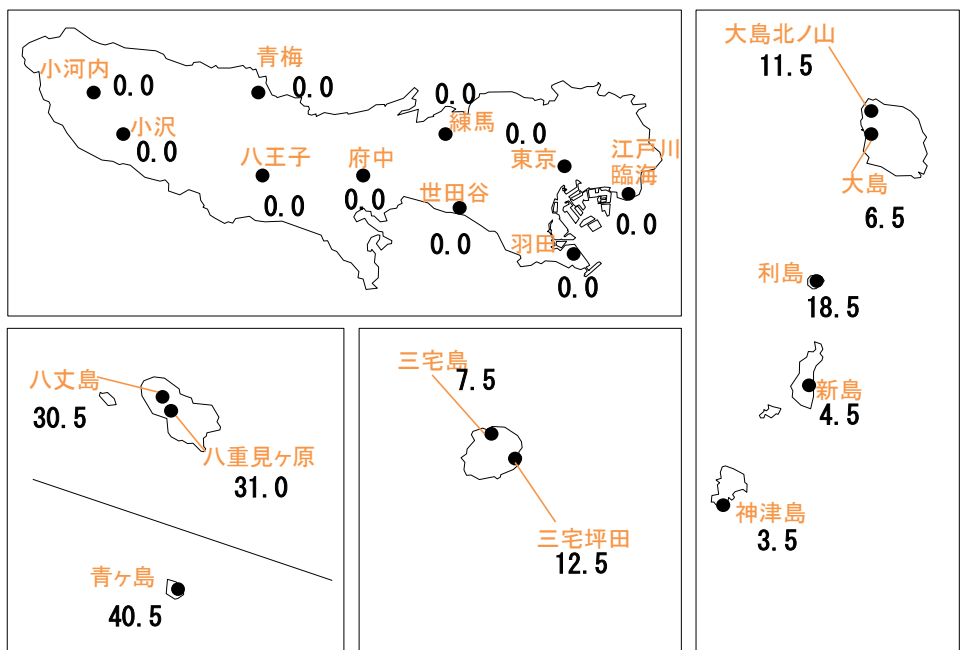 小河内
0.0
青梅
0.0
0.0
練馬
小沢
0.0
0.0
東京
江戸川
臨海
0.0
八王子
0.0
府中
0.0
世田谷
0.0
羽田
0.0
大島北ノ山
11.5
大島
6.5
利島
18.5
新島
4.5
神津島
3.5
八丈島
30.5
八重見ヶ原
31.0
青ヶ島
40.5
三宅島
7.5
三宅坪田
12.5